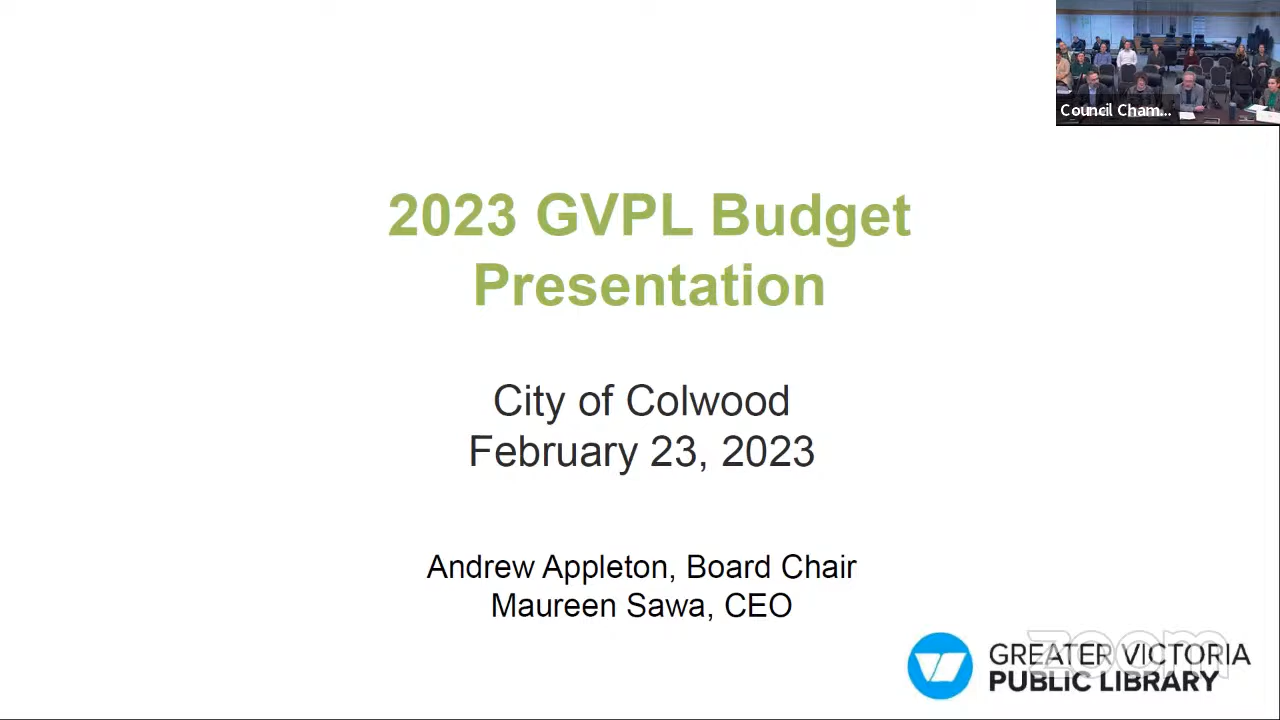 Council Cham...
2023 GVPL Budget
Presentation
City of Colwood
February 23, 2023
Andrew Appleton, Board Chair
Maureen Sawa, CEO
zoom
GREATER VICTORIA
PUBLIC LIBRARY